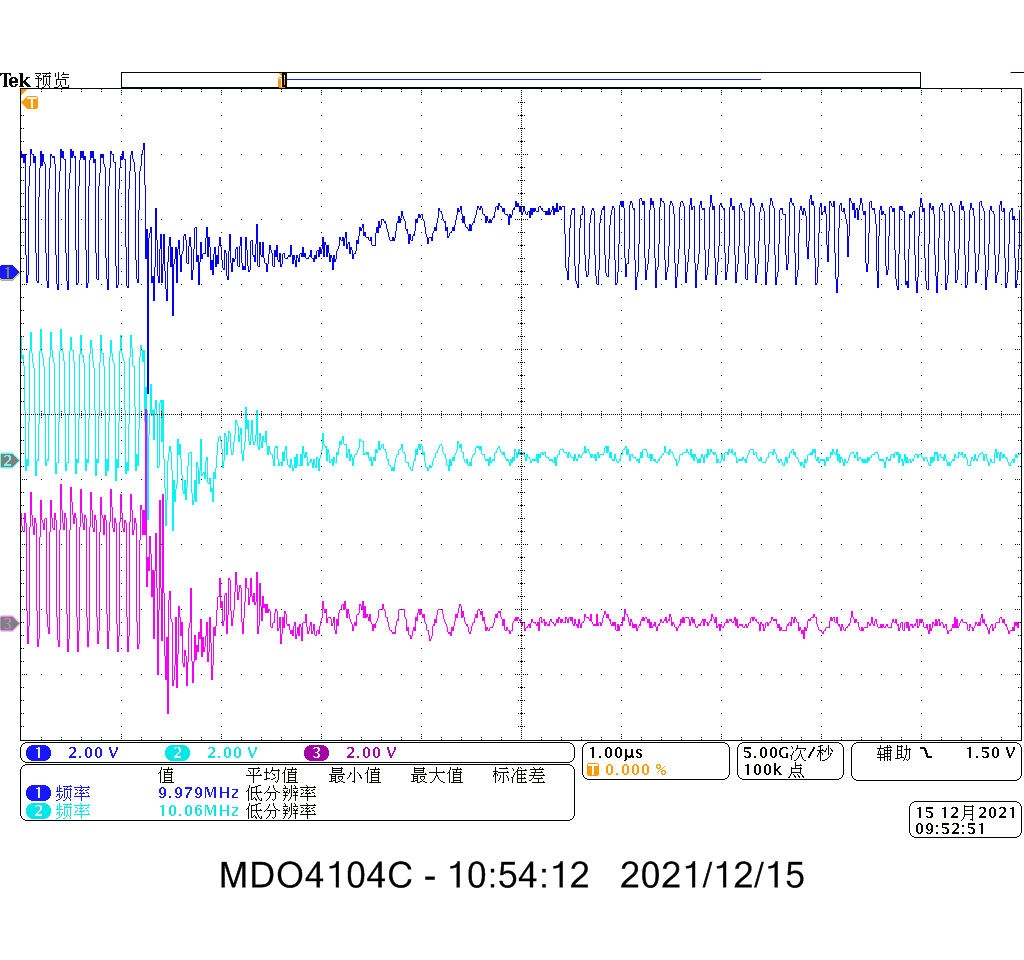 Tek 预览
T
1
2
3
1 2.00 V 2 2.00 V 3 2.00 V
1.00µs
T 0.000 %
5.00G次/秒
100k 点
辅助 1.50 V
值 平均值 最小值 最大值 标准差
1 频率 9.979MHz 低分辨率
2 频率 10.06MHz 低分辨率
15 12月2021
09:52:51
MDO4104C - 10:54:12 2021/12/15